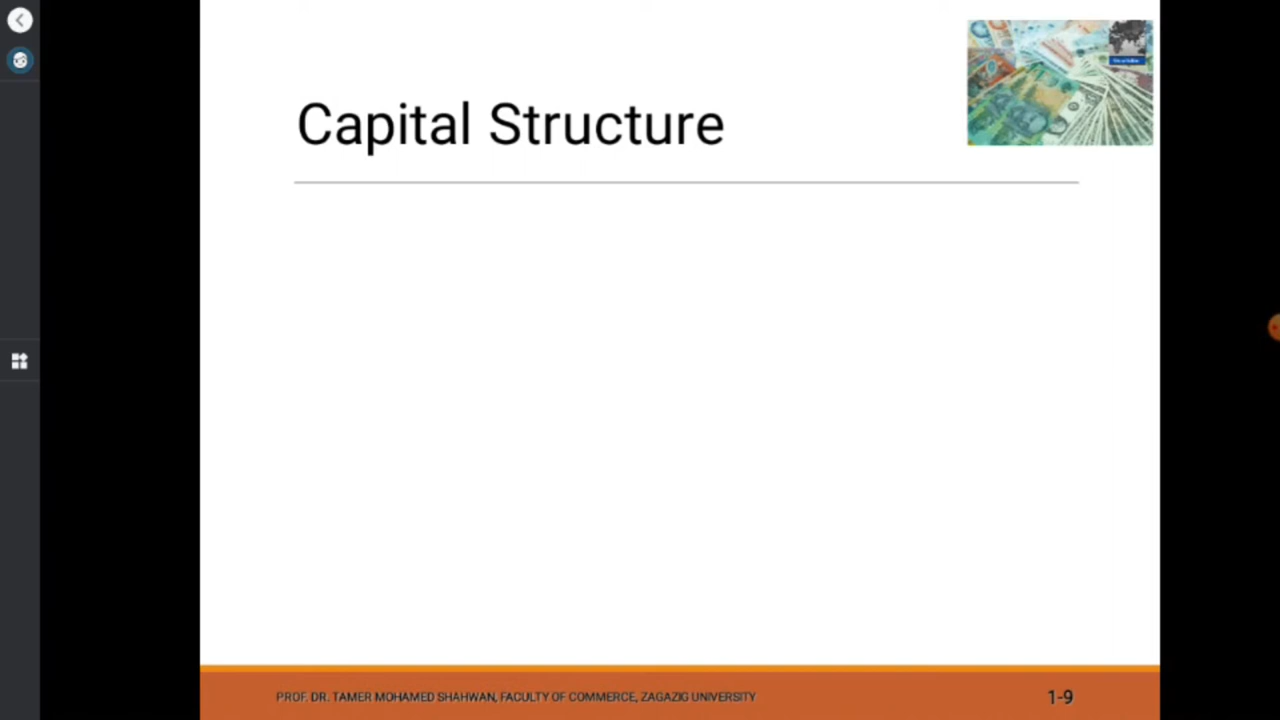 Capital Structure
PROF. DR. TAMER MOHAMED SHAHWAN, FACULTY OF COMMERCE, ZAGAZIG UNIVERSITY
1-9